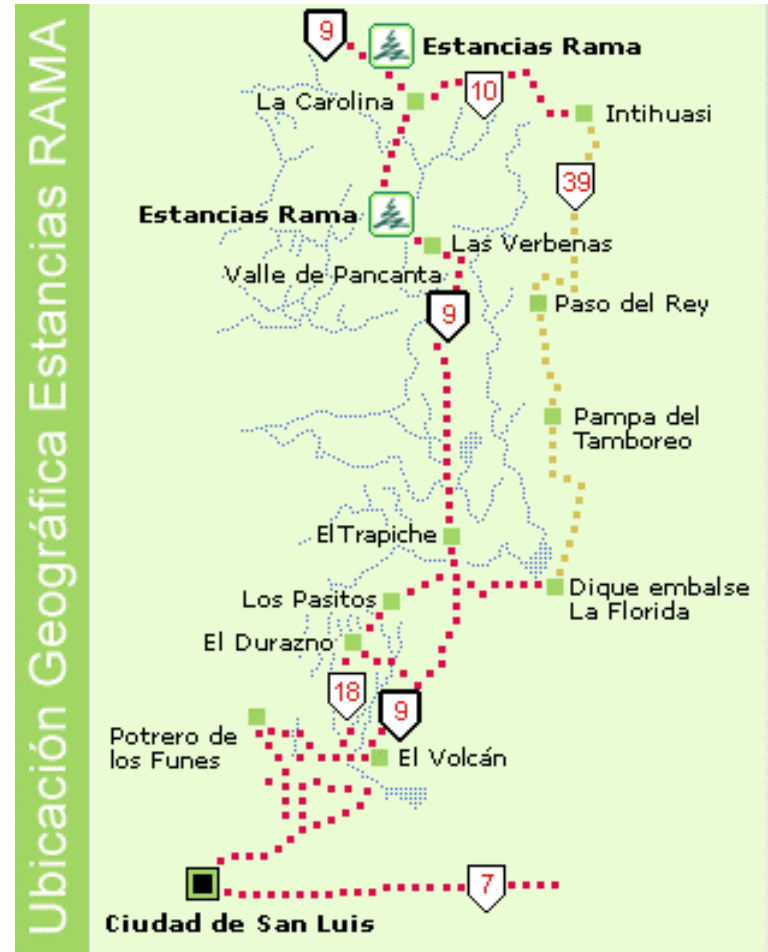 Ubicación Geográfica Estancias RAMA
9
Estancias Rama
La Carolina
10
Intihuasi
39
Estancias Rama
Las Verbenas
Valle de Pancanta
9
Paso del Rey
Pampa del
Tamboreo
El Trapiche
Dique embalse
La Florida
Los Pasitos
El Durazno
18
9
Potrero de
los Funes
El Volcán
7
Ciudad de San Luis